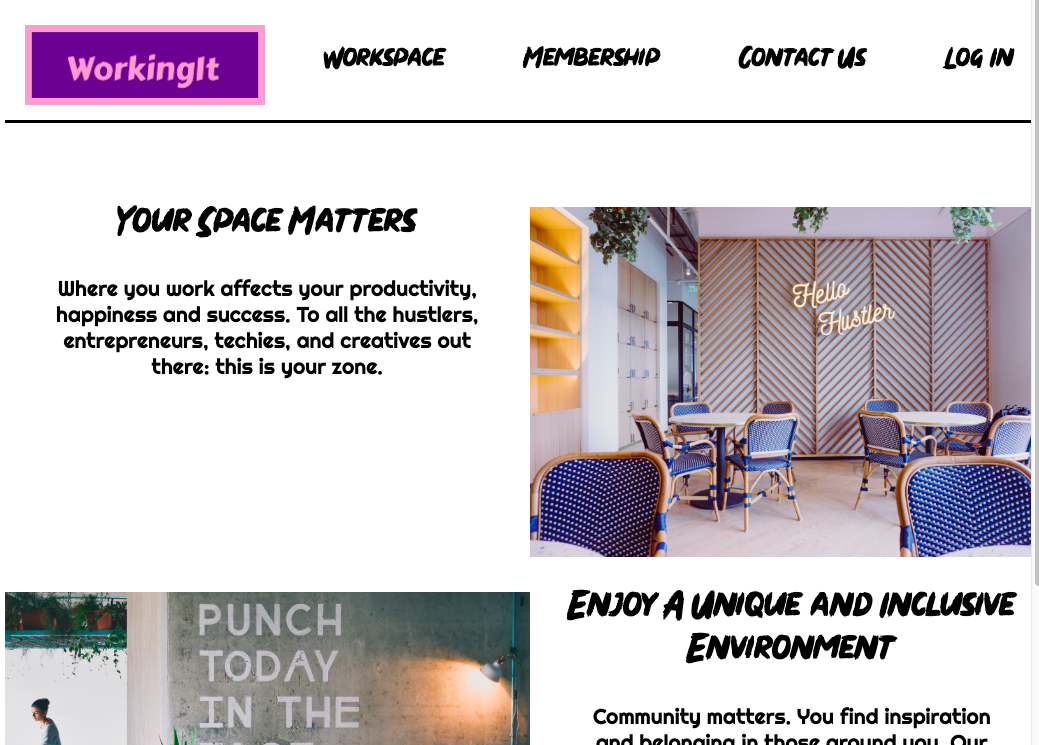 WorkingIt
Workspace
Membership
Contact Us
Log in
Your Space Matters
Where you work affects your productivity,
happiness and success. To all the hustlers,
entrepreneurs, techies, and creatives out
there: this is your zone.
Hello
Hustler
PUNCH
TODAY
IN THE
Enjoy A Unique and inclusive
Environment
Community matters. You find inspiration
and belonging in those around you. Our